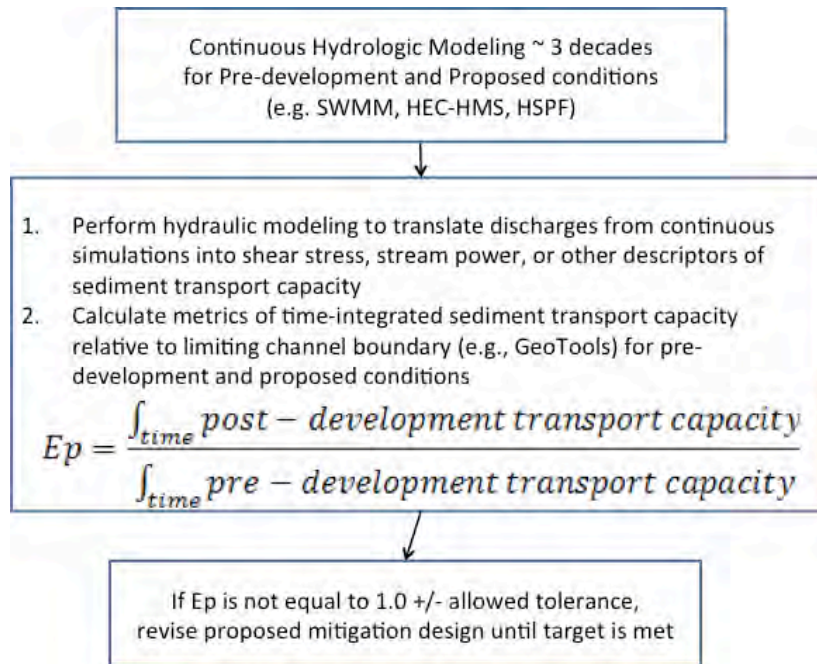 Continuous Hydrologic Modeling ~ 3 decades
for Pre-development and Proposed conditions
(e.g. SWMM, HEC-HMS, HSPF)
1. Perform hydraulic modeling to translate discharges from continuous
simulations into shear stress, stream power, or other descriptors of
sediment transport capacity
2. Calculate metrics of time-integrated sediment transport capacity
relative to limiting channel boundary (e.g., GeoTools) for pre-
development and proposed conditions
∫time post − development transport capacity
Ep =
∫time pre − development transport capacity
If Ep is not equal to 1.0 +/- allowed tolerance,
revise proposed mitigation design until target is met